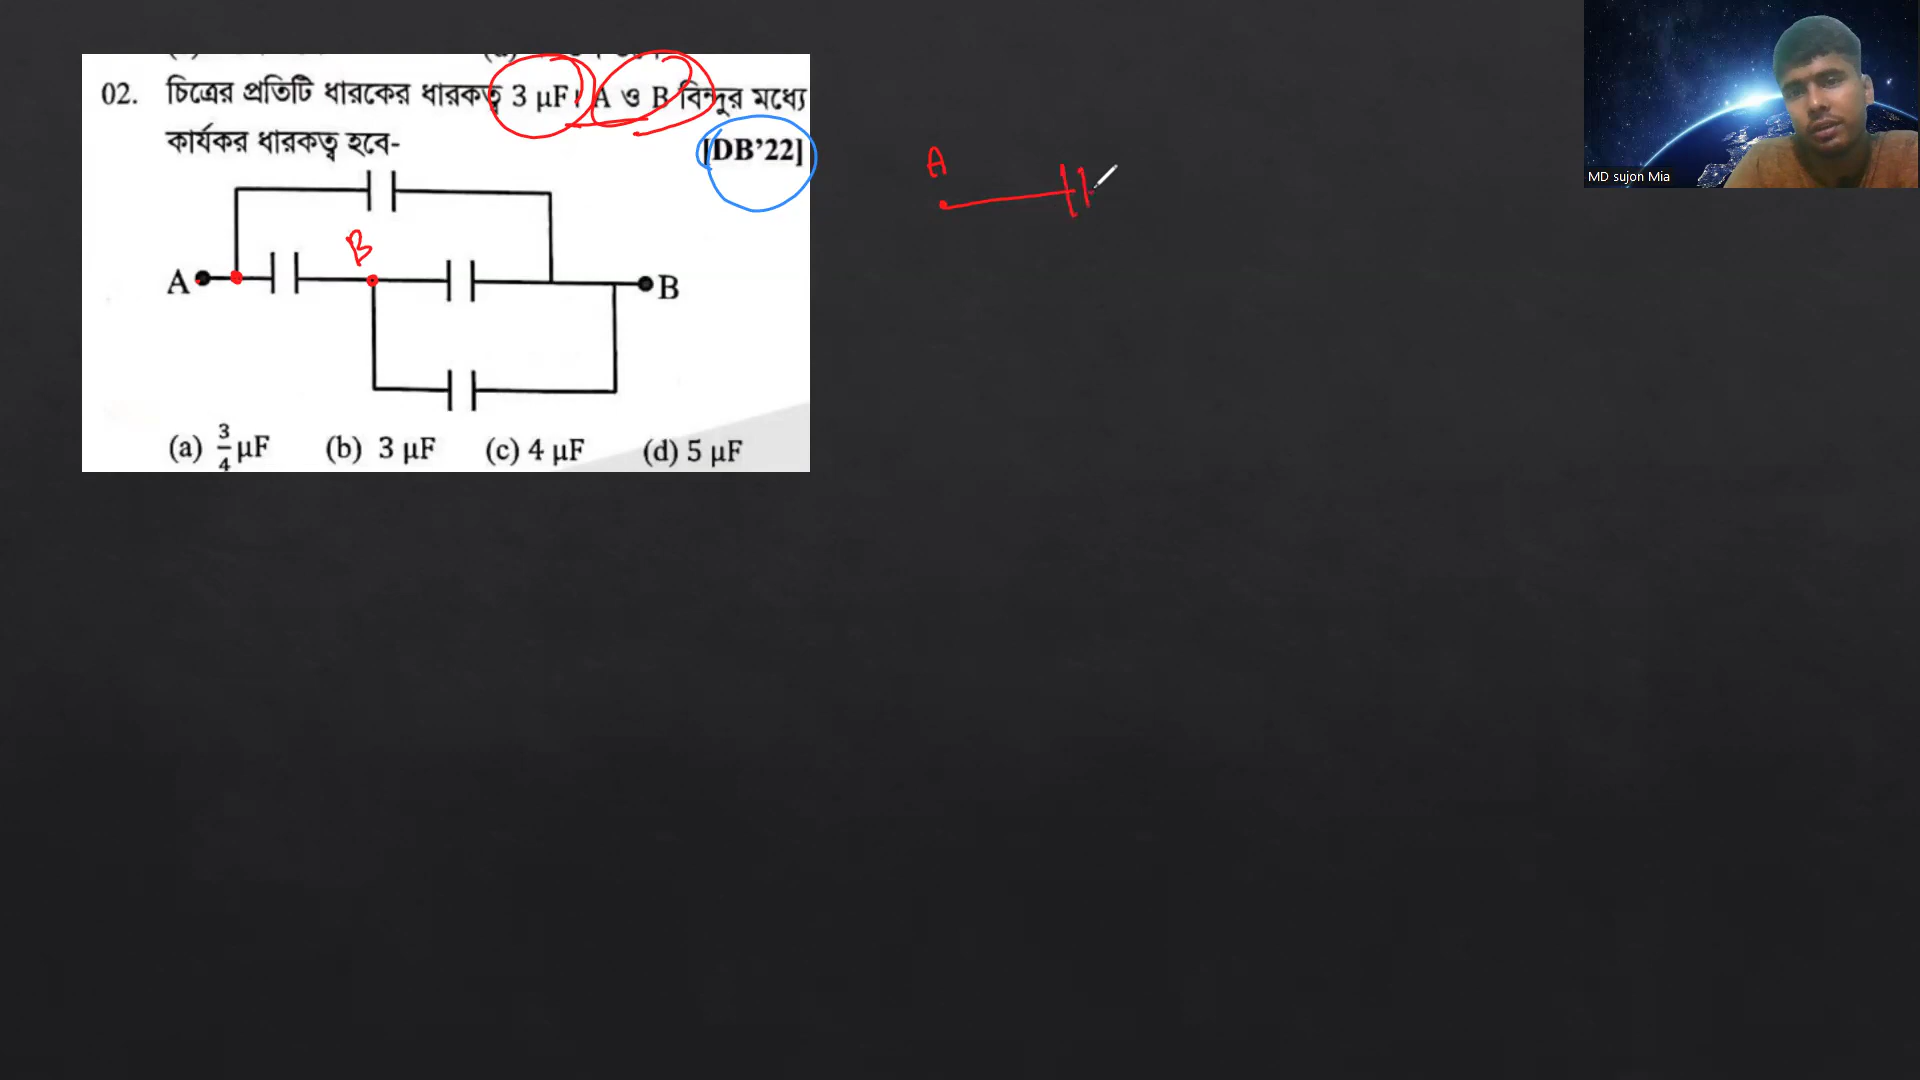 02. চিত্রের প্রতিটি ধারকের ধারকত্ব 3 μF। A ও B বিন্দুর মধ্যে
কার্যকর ধারকত্ব হবে-
[DB’22]
B
A
B
(a) 3/4 μF (b) 3 μF (c) 4 μF (d) 5 μF
A
MD sujon Mia